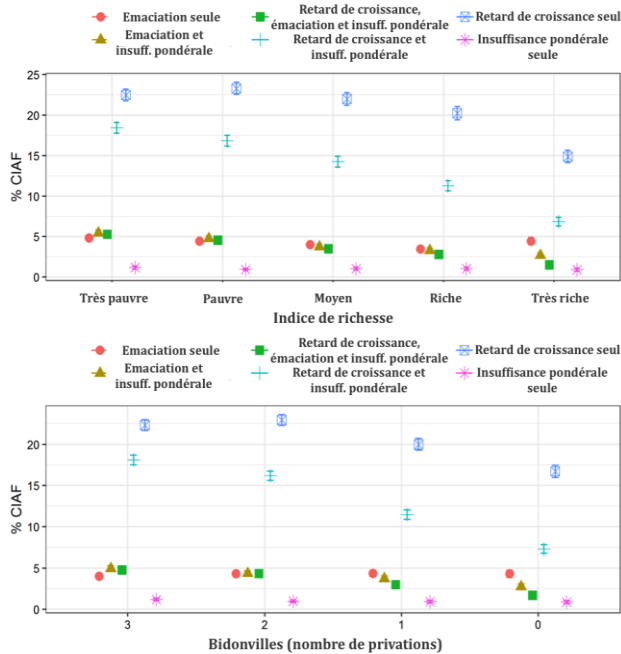 Emaciation seule
Retard de croissance,
émaciation et insuff. pondérale
Retard de croissance seul
Emaciation et
insuff. pondérale
Retard de croissance et
insuff. pondérale
Insuffisance pondérale
seule
25
20
15
10
5
0
% CIAF
Très pauvre
Pauvre
Moyen
Riche
Très riche
Indice de richesse
Emaciation seule
Retard de croissance,
émaciation et insuff. pondérale
Retard de croissance seul
Emaciation et
insuff. pondérale
Retard de croissance et
insuff. pondérale
Insuffisance pondérale
seule
20
15
10
5
0
% CIAF
3
2
1
0
Bidonvilles (nombre de privations)